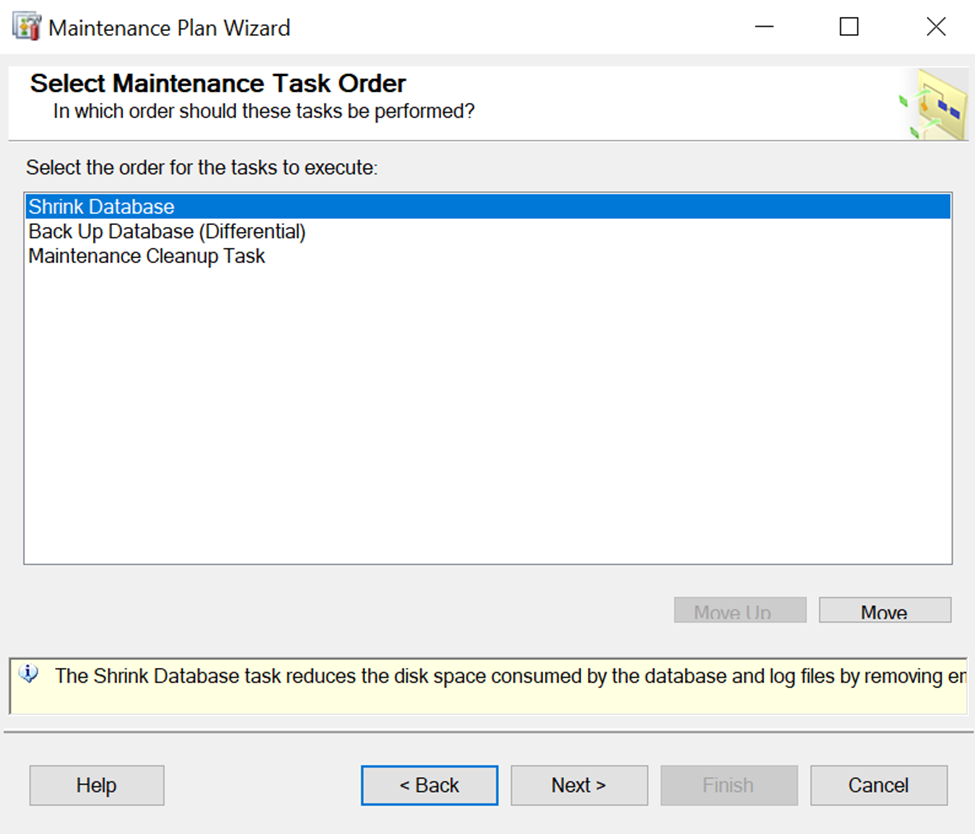 Maintenance Plan Wizard
Select Maintenance Task Order
In which order should these tasks be performed?
Select the order for the tasks to execute:
Shrink Database
Back Up Database (Differential)
Maintenance Cleanup Task
Move Up
Move
The Shrink Database task reduces the disk space consumed by the database and log files by removing
Help
< Back
Next >
Finish
Cancel